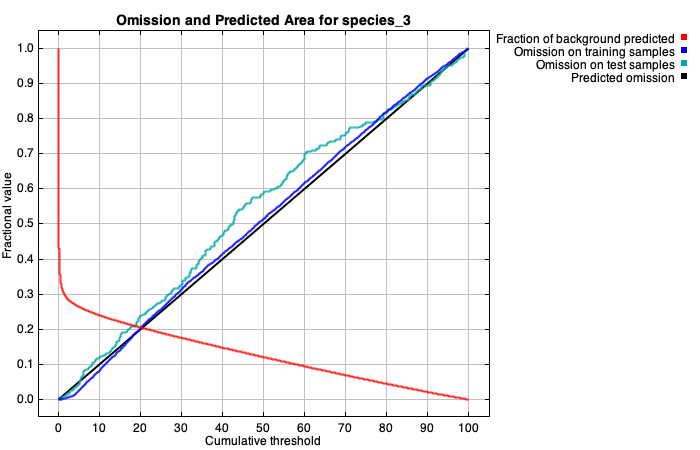 Omission and Predicted Area for species_3
Fraction of background predicted
Omission on training samples
Omission on test samples
Predicted omission
Fractional value
1.0
0.9
0.8
0.7
0.6
0.5
0.4
0.3
0.2
0.1
0.0
0 10 20 30 40 50 60 70 80 90 100
Cumulative threshold